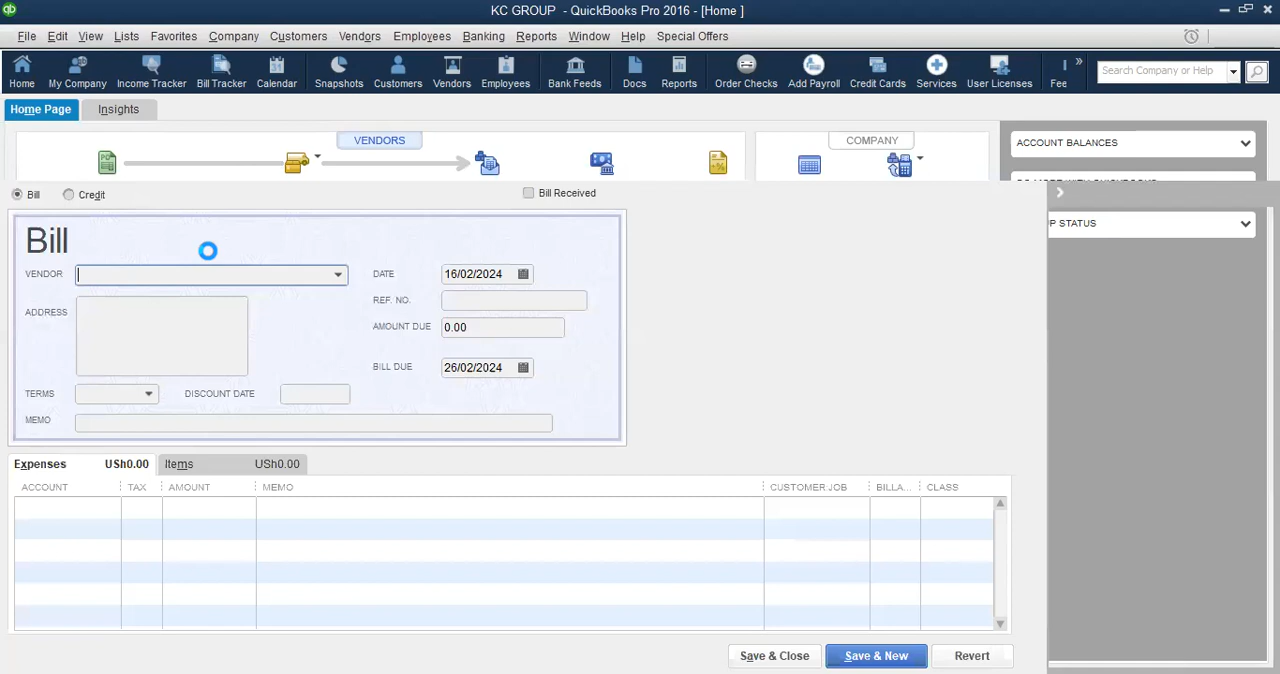 KC GROUP - QuickBooks Pro 2016 - [Home ]
File Edit View Lists Favorites Company Customers Vendors Employees Banking Reports Window Help Special Offers
Home My Company Income Tracker Bill Tracker Calendar Snapshots Customers Vendors Employees Bank Feeds Docs Reports Order Checks Add Payroll Credit Cards Services User Licenses Fee » Search Company or Help
Home Page Insights
VENDORS COMPANY ACCOUNT BALANCES
Bill Credit Bill Received
Bill
P STATUS
VENDOR DATE 16/02/2024
REF. NO.
ADDRESS
AMOUNT DUE 0.00
BILL DUE 26/02/2024
TERMS DISCOUNT DATE
MEMO
Expenses USh0.00 Items USh0.00
ACCOUNT TAX AMOUNT MEMO CUSTOMER:JOB BILLA... CLASS
Save & Close Save & New Revert